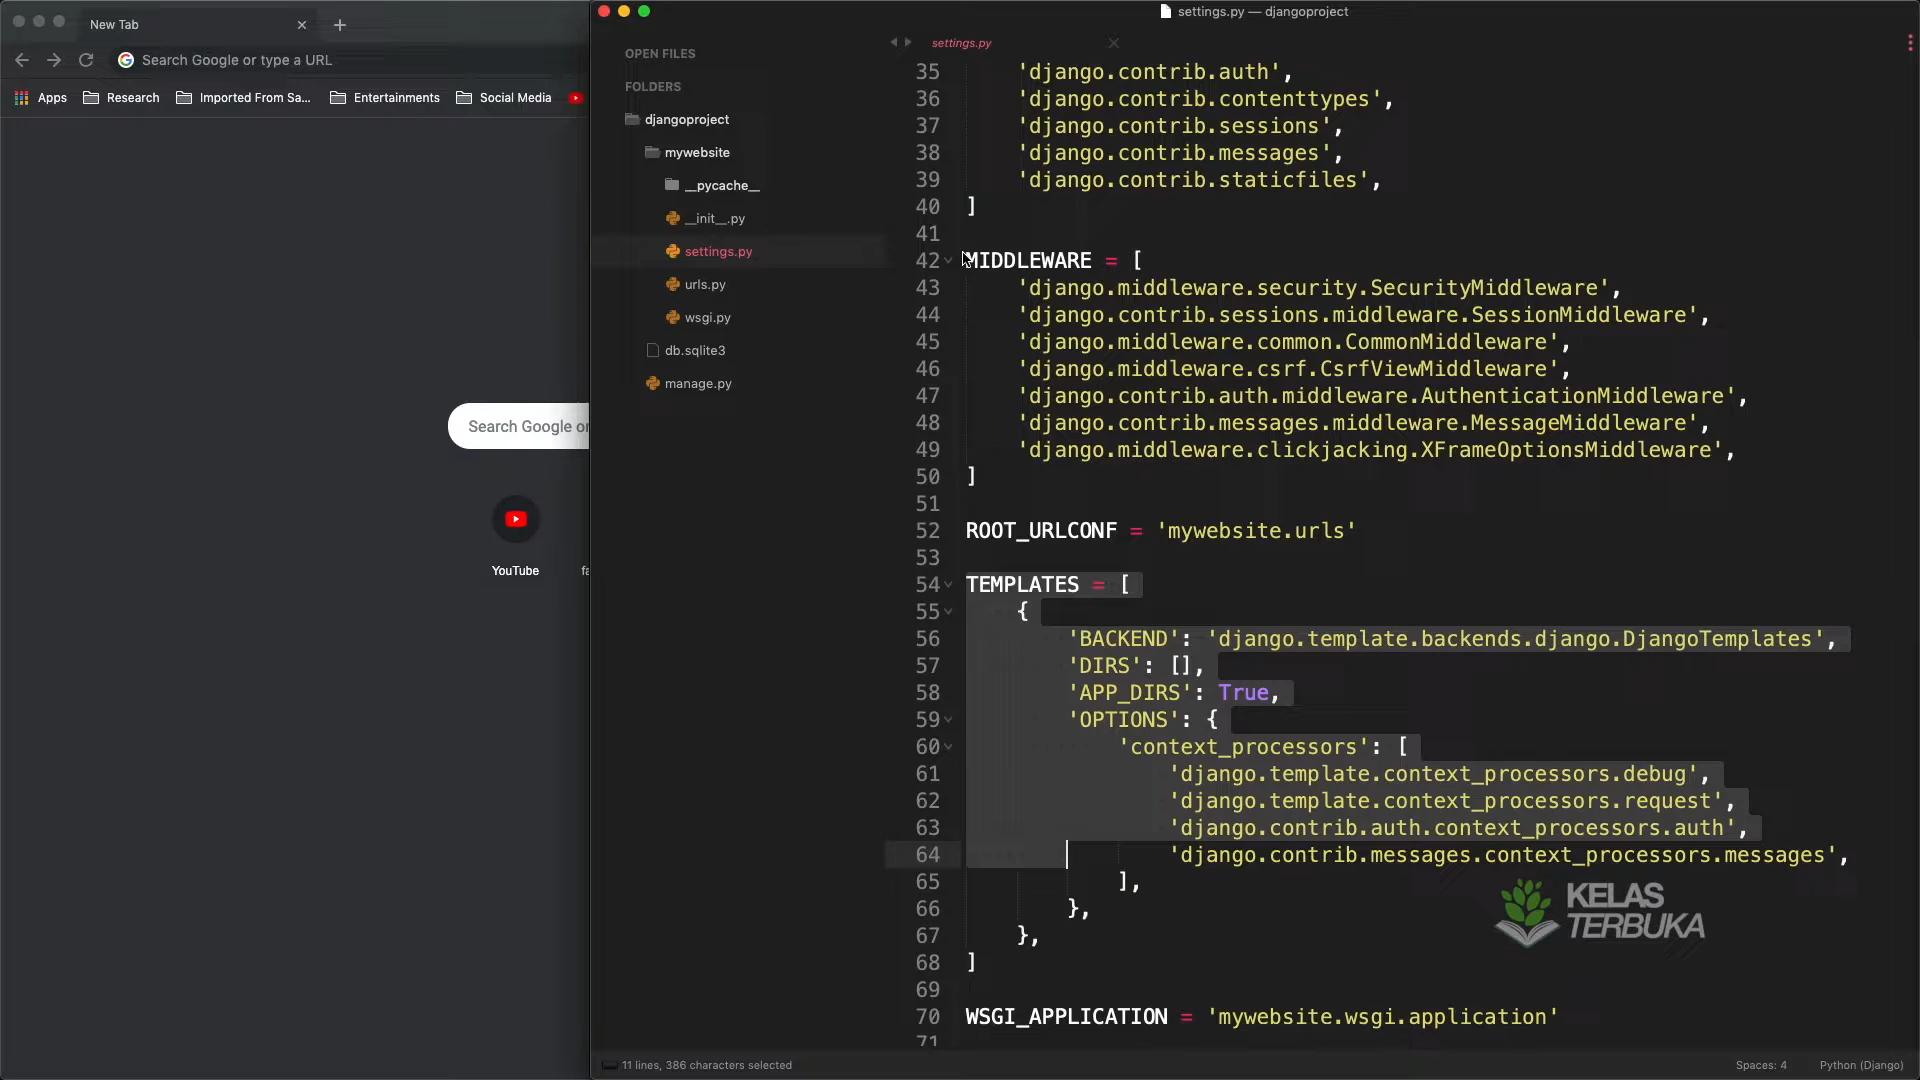 New Tab
Search Google or type a URL
Apps
Research
Imported From Sa...
Entertainments
Social Media
Search Google or
YouTube
fa
settings.py — djangoproject
OPEN FILES
FOLDERS
djangoproject
mywebsite
__pycache__
__init__.py
settings.py
urls.py
wsgi.py
db.sqlite3
manage.py
settings.py
35 'django.contrib.auth',
36 'django.contrib.contenttypes',
37 'django.contrib.sessions',
38 'django.contrib.messages',
39 'django.contrib.staticfiles',
40 ]
41
42 MIDDLEWARE = [
43 'django.middleware.security.SecurityMiddleware',
44 'django.contrib.sessions.middleware.SessionMiddleware',
45 'django.middleware.common.CommonMiddleware',
46 'django.middleware.csrf.CsrfViewMiddleware',
47 'django.contrib.auth.middleware.AuthenticationMiddleware',
48 'django.contrib.messages.middleware.MessageMiddleware',
49 'django.middleware.clickjacking.XFrameOptionsMiddleware',
50 ]
51
52 ROOT_URLCONF = 'mywebsite.urls'
53
54 TEMPLATES = [
55 {
56 'BACKEND': 'django.template.backends.django.DjangoTemplates',
57 'DIRS': [],
58 'APP_DIRS': True,
59 'OPTIONS': {
60 'context_processors': [
61 'django.template.context_processors.debug',
62 'django.template.context_processors.request',
63 'django.contrib.auth.context_processors.auth',
64 'django.contrib.messages.context_processors.messages',
65 ],
66 },
67 },
68 ]
69
70 WSGI_APPLICATION = 'mywebsite.wsgi.application'
71
KELAS
TERBUKA
11 lines, 386 characters selected
Spaces: 4
Python (Django)